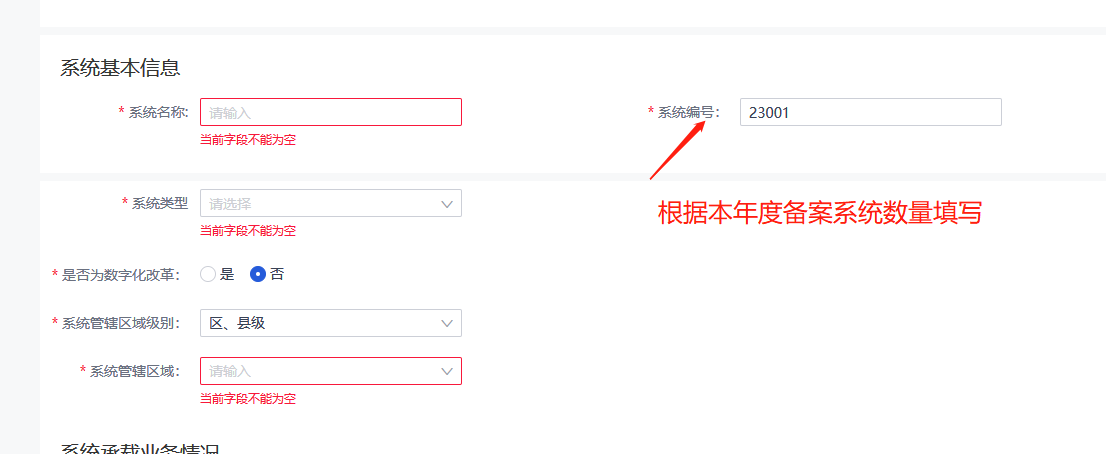 系统基本信息
* 系统名称: 请输入
* 系统编号: 23001
当前字段不能为空
* 系统类型 请选择
当前字段不能为空
根据本年度备案系统数量填写
* 是否为数字化改革: 是 否
* 系统管辖区域级别: 区、县级
* 系统管辖区域: 请输入
当前字段不能为空
系统承载业务情况